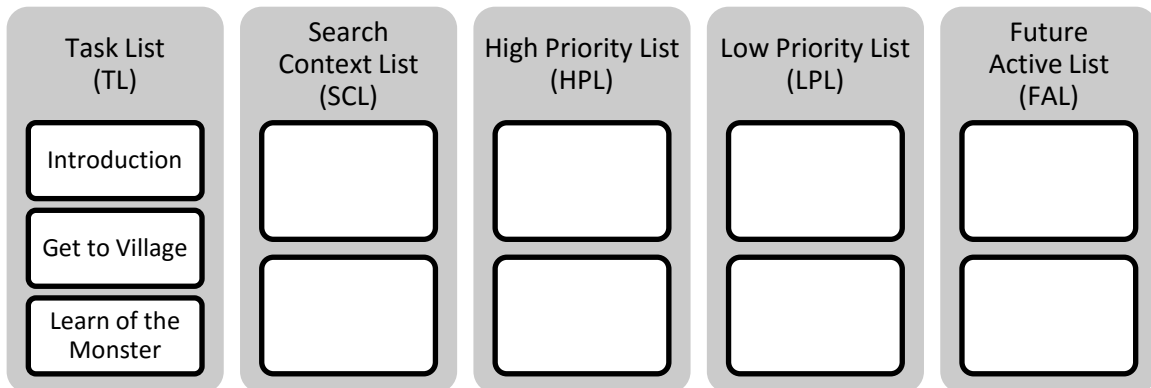 Task List
(TL)
Introduction
Get to Village
Learn of the
Monster
Search
Context List
(SCL)
High Priority List
(HPL)
Low Priority List
(LPL)
Future
Active List
(FAL)